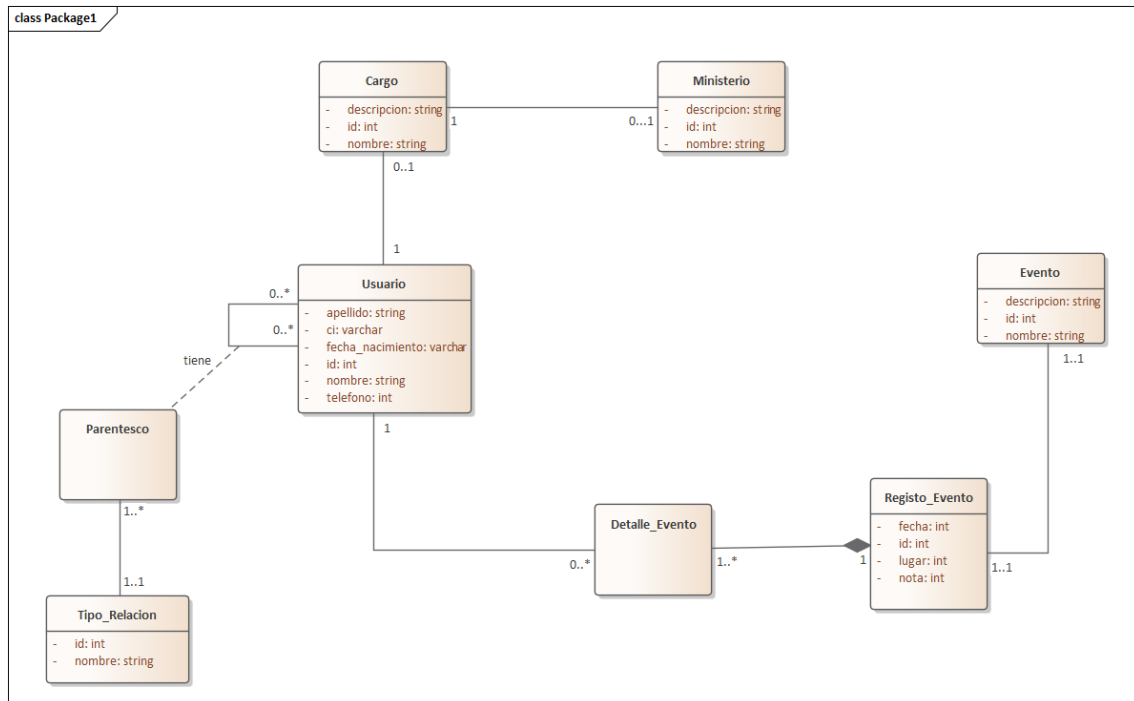 class Package1
Cargo
- descripcion: string
- id: int
- nombre: string
Ministerio
- descripcion: string
- id: int
- nombre: string
1
0...1
0..1
1
Usuario
- apellido: string
- ci: varchar
- fecha_nacimiento: varchar
- id: int
- nombre: string
- telefono: int
0..*
0..*
tiene
Evento
- descripcion: string
- id: int
- nombre: string
1..1
Parentesco
1..*
1..1
Tipo_Relacion
- id: int
- nombre: string
1
0..*
Detalle_Evento
1..*
1
Registo_Evento
- fecha: int
- id: int
- lugar: int
- nota: int
1..1